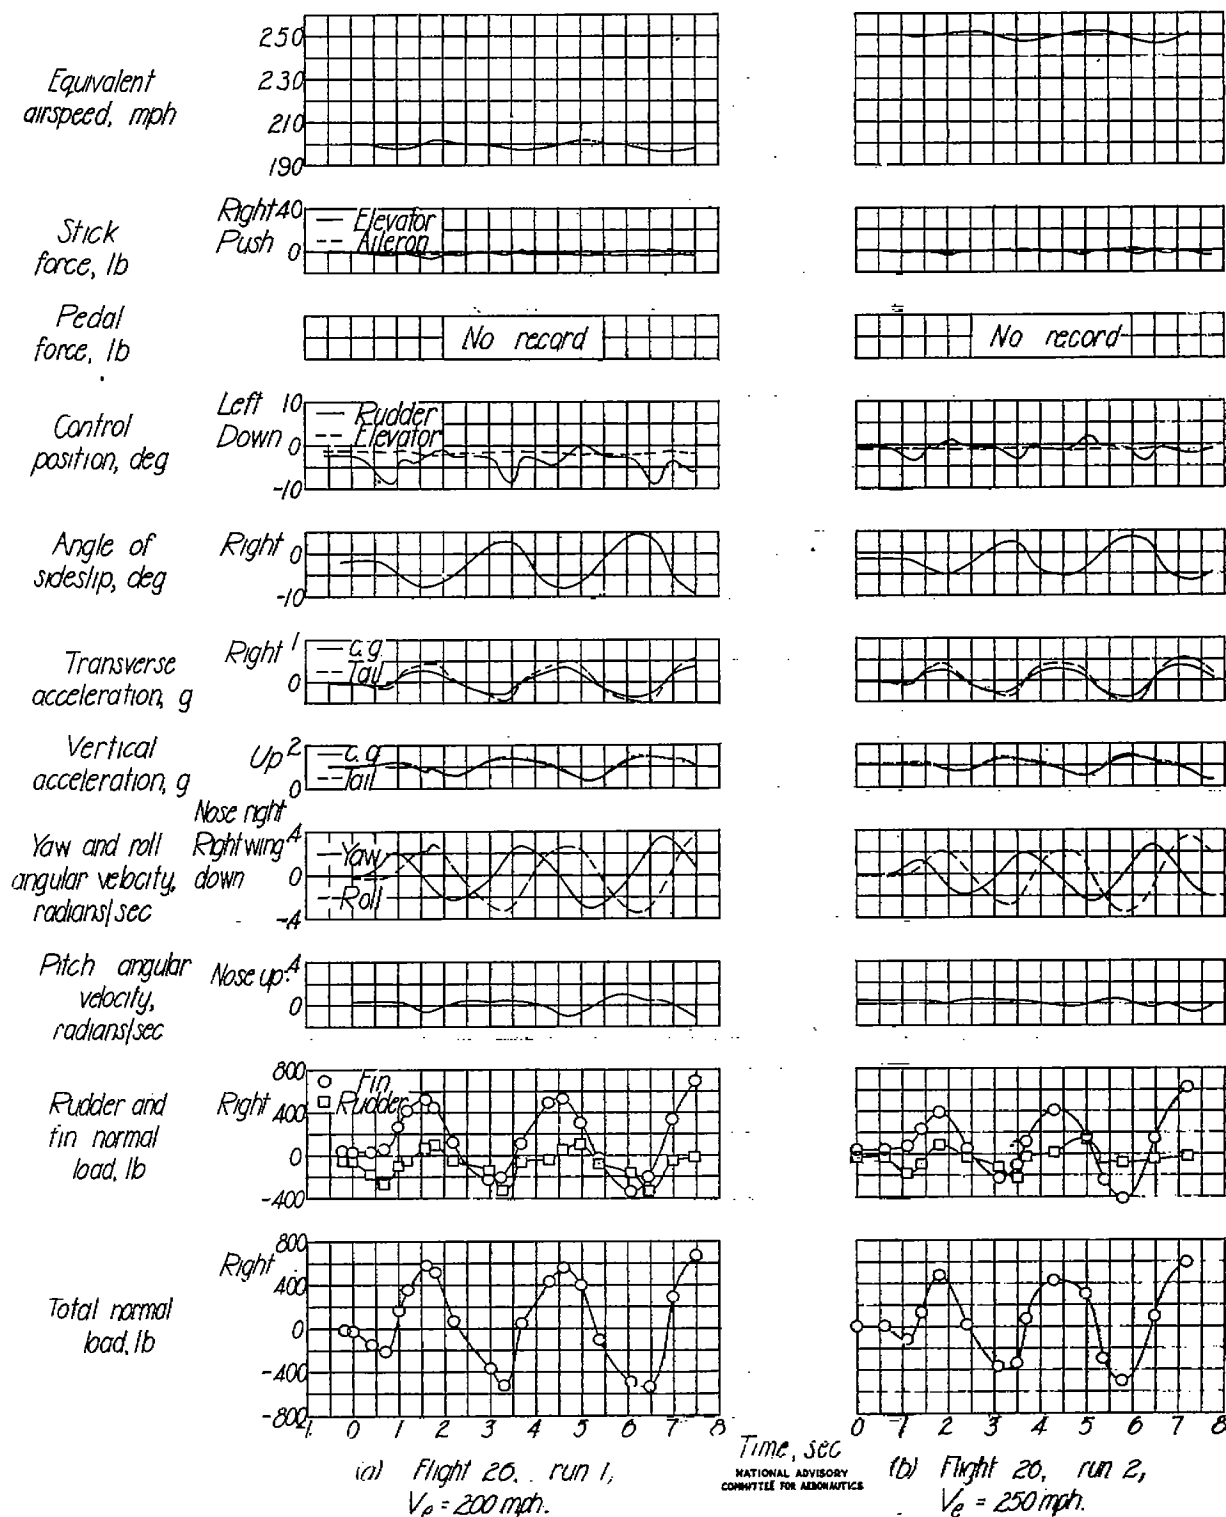 Equivalent airspeed, mph
250
230
210
190
Stick force, lb
Right 40
Push 0
Elevator
Aileron
Pedal force, lb
No record
No record
Control position, deg
Left 10
Down 0
-10
Rudder
Elevator
Angle of sideslip, deg
Right 0
-10
Transverse acceleration, g
Right 1
0
c.g
Tail
Vertical acceleration, g
Up 2
0
c.g
Tail
Yaw and roll angular velocity, radians/sec
Nose right
Right wing down
.4
0
-.4
Yaw
Roll
Pitch angular velocity, radians/sec
Nose up .4
0
Rudder and fin normal load, lb
Right
800
400
0
-400
Fin
Rudder
Total normal load, lb
Right
800
400
0
-400
-800
-1 0 1 2 3 4 5 6 7 8
0 1 2 3 4 5 6 7 8
Time, sec
(a) Flight 26, run 1,
Ve = 200 mph.
NATIONAL ADVISORY
COMMITTEE FOR AERONAUTICS
(b) Flight 26, run 2,
Ve = 250 mph.